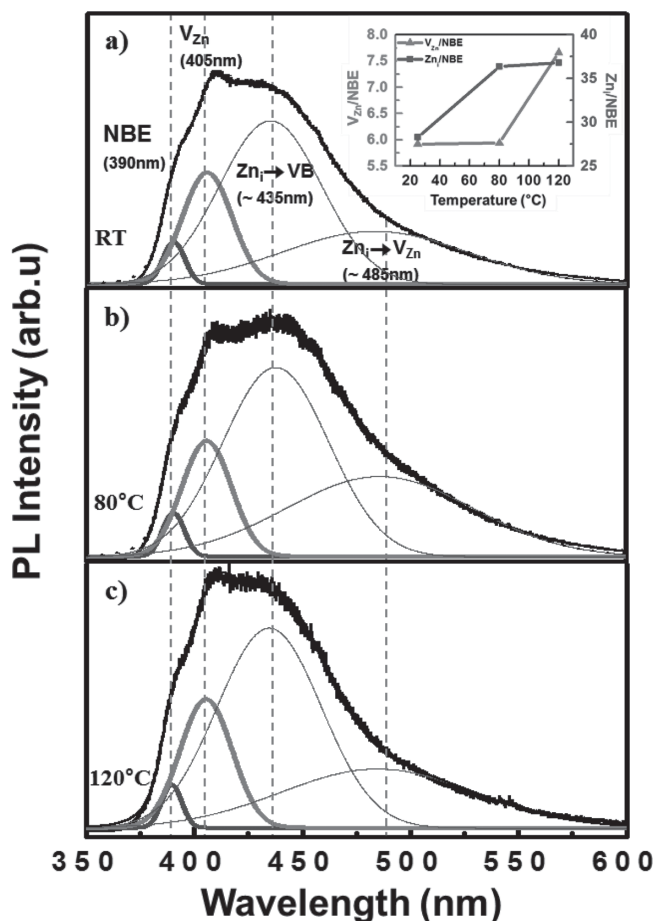 a)
V_Zn
(405nm)
NBE
(390nm)
Zn_i→ VB
(~ 435nm)
Zn_i→ V_Zn
(~ 485nm)
RT
V_Zn/NBE
Zn_i/NBE
8.0
7.5
7.0
6.5
6.0
5.5
V_Zn/NBE
40
35
30
25
Zn_i/NBE
20 40 60 80 100 120
Temperature (°C)
b)
80°C
c)
120°C
PL Intensity (arb.u)
350 400 450 500 550 600
Wavelength (nm)